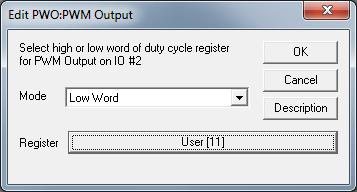 Edit PWO:PWM Output
Select high or low word of duty cycle register
for PWM Output on IO #2
OK
Cancel
Mode
Low Word
Description
Register
User [11]